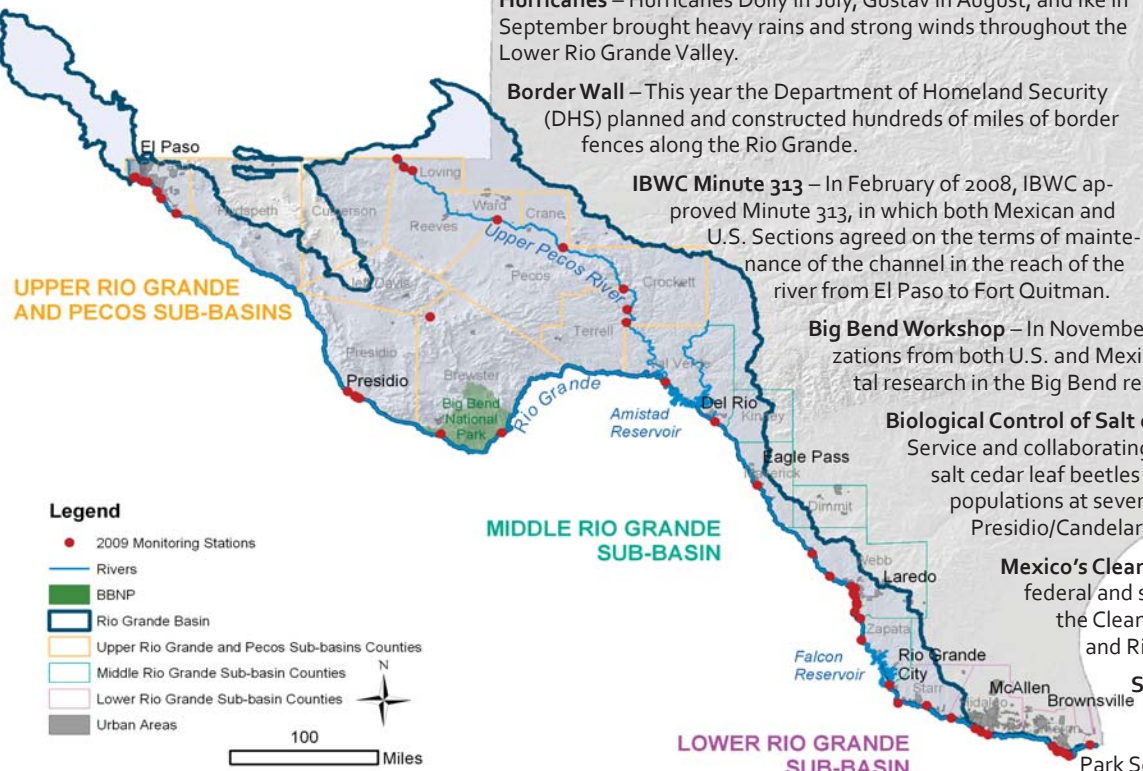 Hurricanes – Hurricanes Dolly in July, Gustav in August, and Ike in
September brought heavy rains and strong winds throughout the
Lower Rio Grande Valley.
Border Wall – This year the Department of Homeland Security
(DHS) planned and constructed hundreds of miles of border
fences along the Rio Grande.
IBWC Minute 313 – In February of 2008, IBWC ap-
proved Minute 313, in which both Mexican and
U.S. Sections agreed on the terms of mainte-
nance of the channel in the reach of the
river from El Paso to Fort Quitman.
Big Bend Workshop – In Novembe
zations from both U.S. and Mexi
tal research in the Big Bend re
Biological Control of Salt
Service and collaborating
salt cedar leaf beetles
populations at sever
Presidio/Candelar
Mexico's Clean
federal and s
the Clean
and Ri
S
Park S
El Paso
Hudspeth
Culberson
Loving
Reeves
Ward
Crane
Upper Pecos River
Jeff Davis
Pecos
Crockett
UPPER RIO GRANDE
AND PECOS SUB-BASINS
Terrell
Presidio
Presidio
Brewster
Big Bend
National
Park
Rio Grande
Val Verde
Amistad
Reservoir
Del Rio
Kinney
Eagle Pass
Maverick
Dimmit
MIDDLE RIO GRANDE
SUB-BASIN
Webb
Laredo
Zapata
Falcon
Reservoir
Rio Grande
City
Starr
McAllen
Hidalgo
Brownsville
Cameron
LOWER RIO GRANDE
SUB-BASIN
Legend
2009 Monitoring Stations
Rivers
BBNP
Rio Grande Basin
Upper Rio Grande and Pecos Sub-basins Counties
Middle Rio Grande Sub-basin Counties
Lower Rio Grande Sub-basin Counties
Urban Areas
N
100
Miles